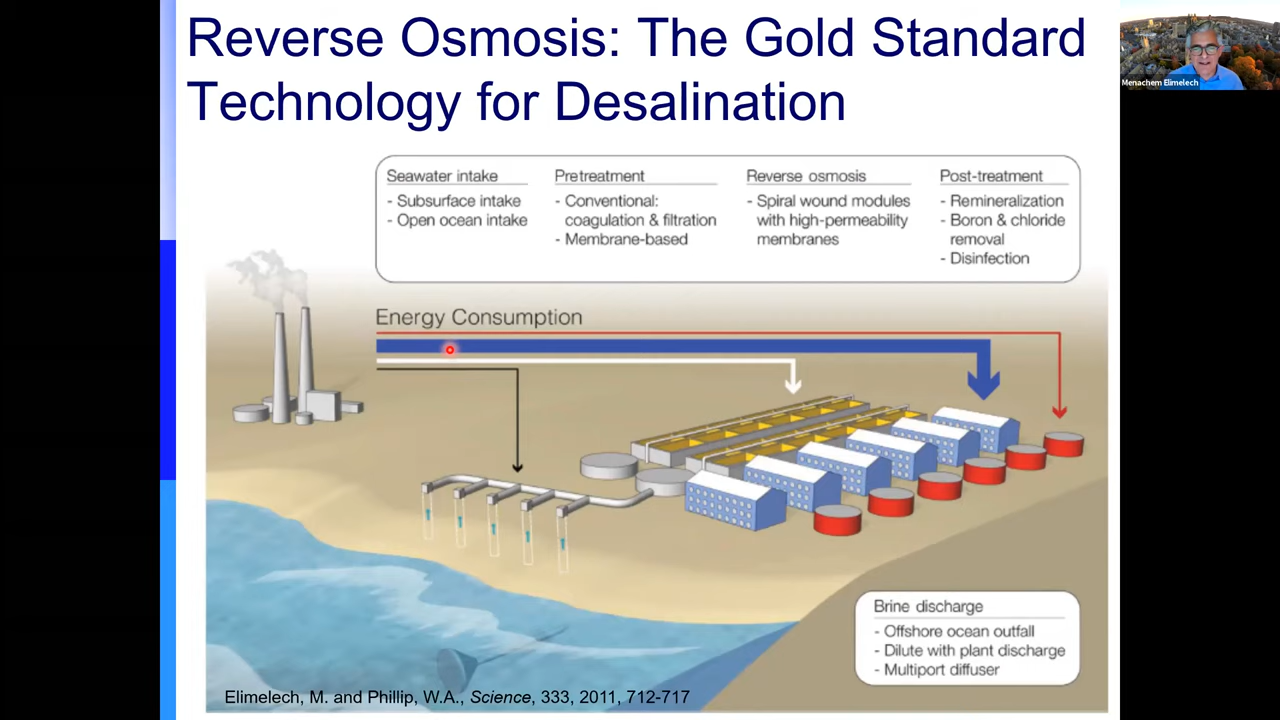 Reverse Osmosis: The Gold Standard
Technology for Desalination
Menachem Elimelech
Seawater intake
- Subsurface intake
- Open ocean intake
Pretreatment
- Conventional:
coagulation & filtration
- Membrane-based
Reverse osmosis
- Spiral wound modules
with high-permeability
membranes
Post-treatment
- Remineralization
- Boron & chloride
removal
- Disinfection
Energy Consumption
Brine discharge
- Offshore ocean outfall
- Dilute with plant discharge
- Multiport diffuser
Elimelech, M. and Phillip, W.A., Science, 333, 2011, 712-717